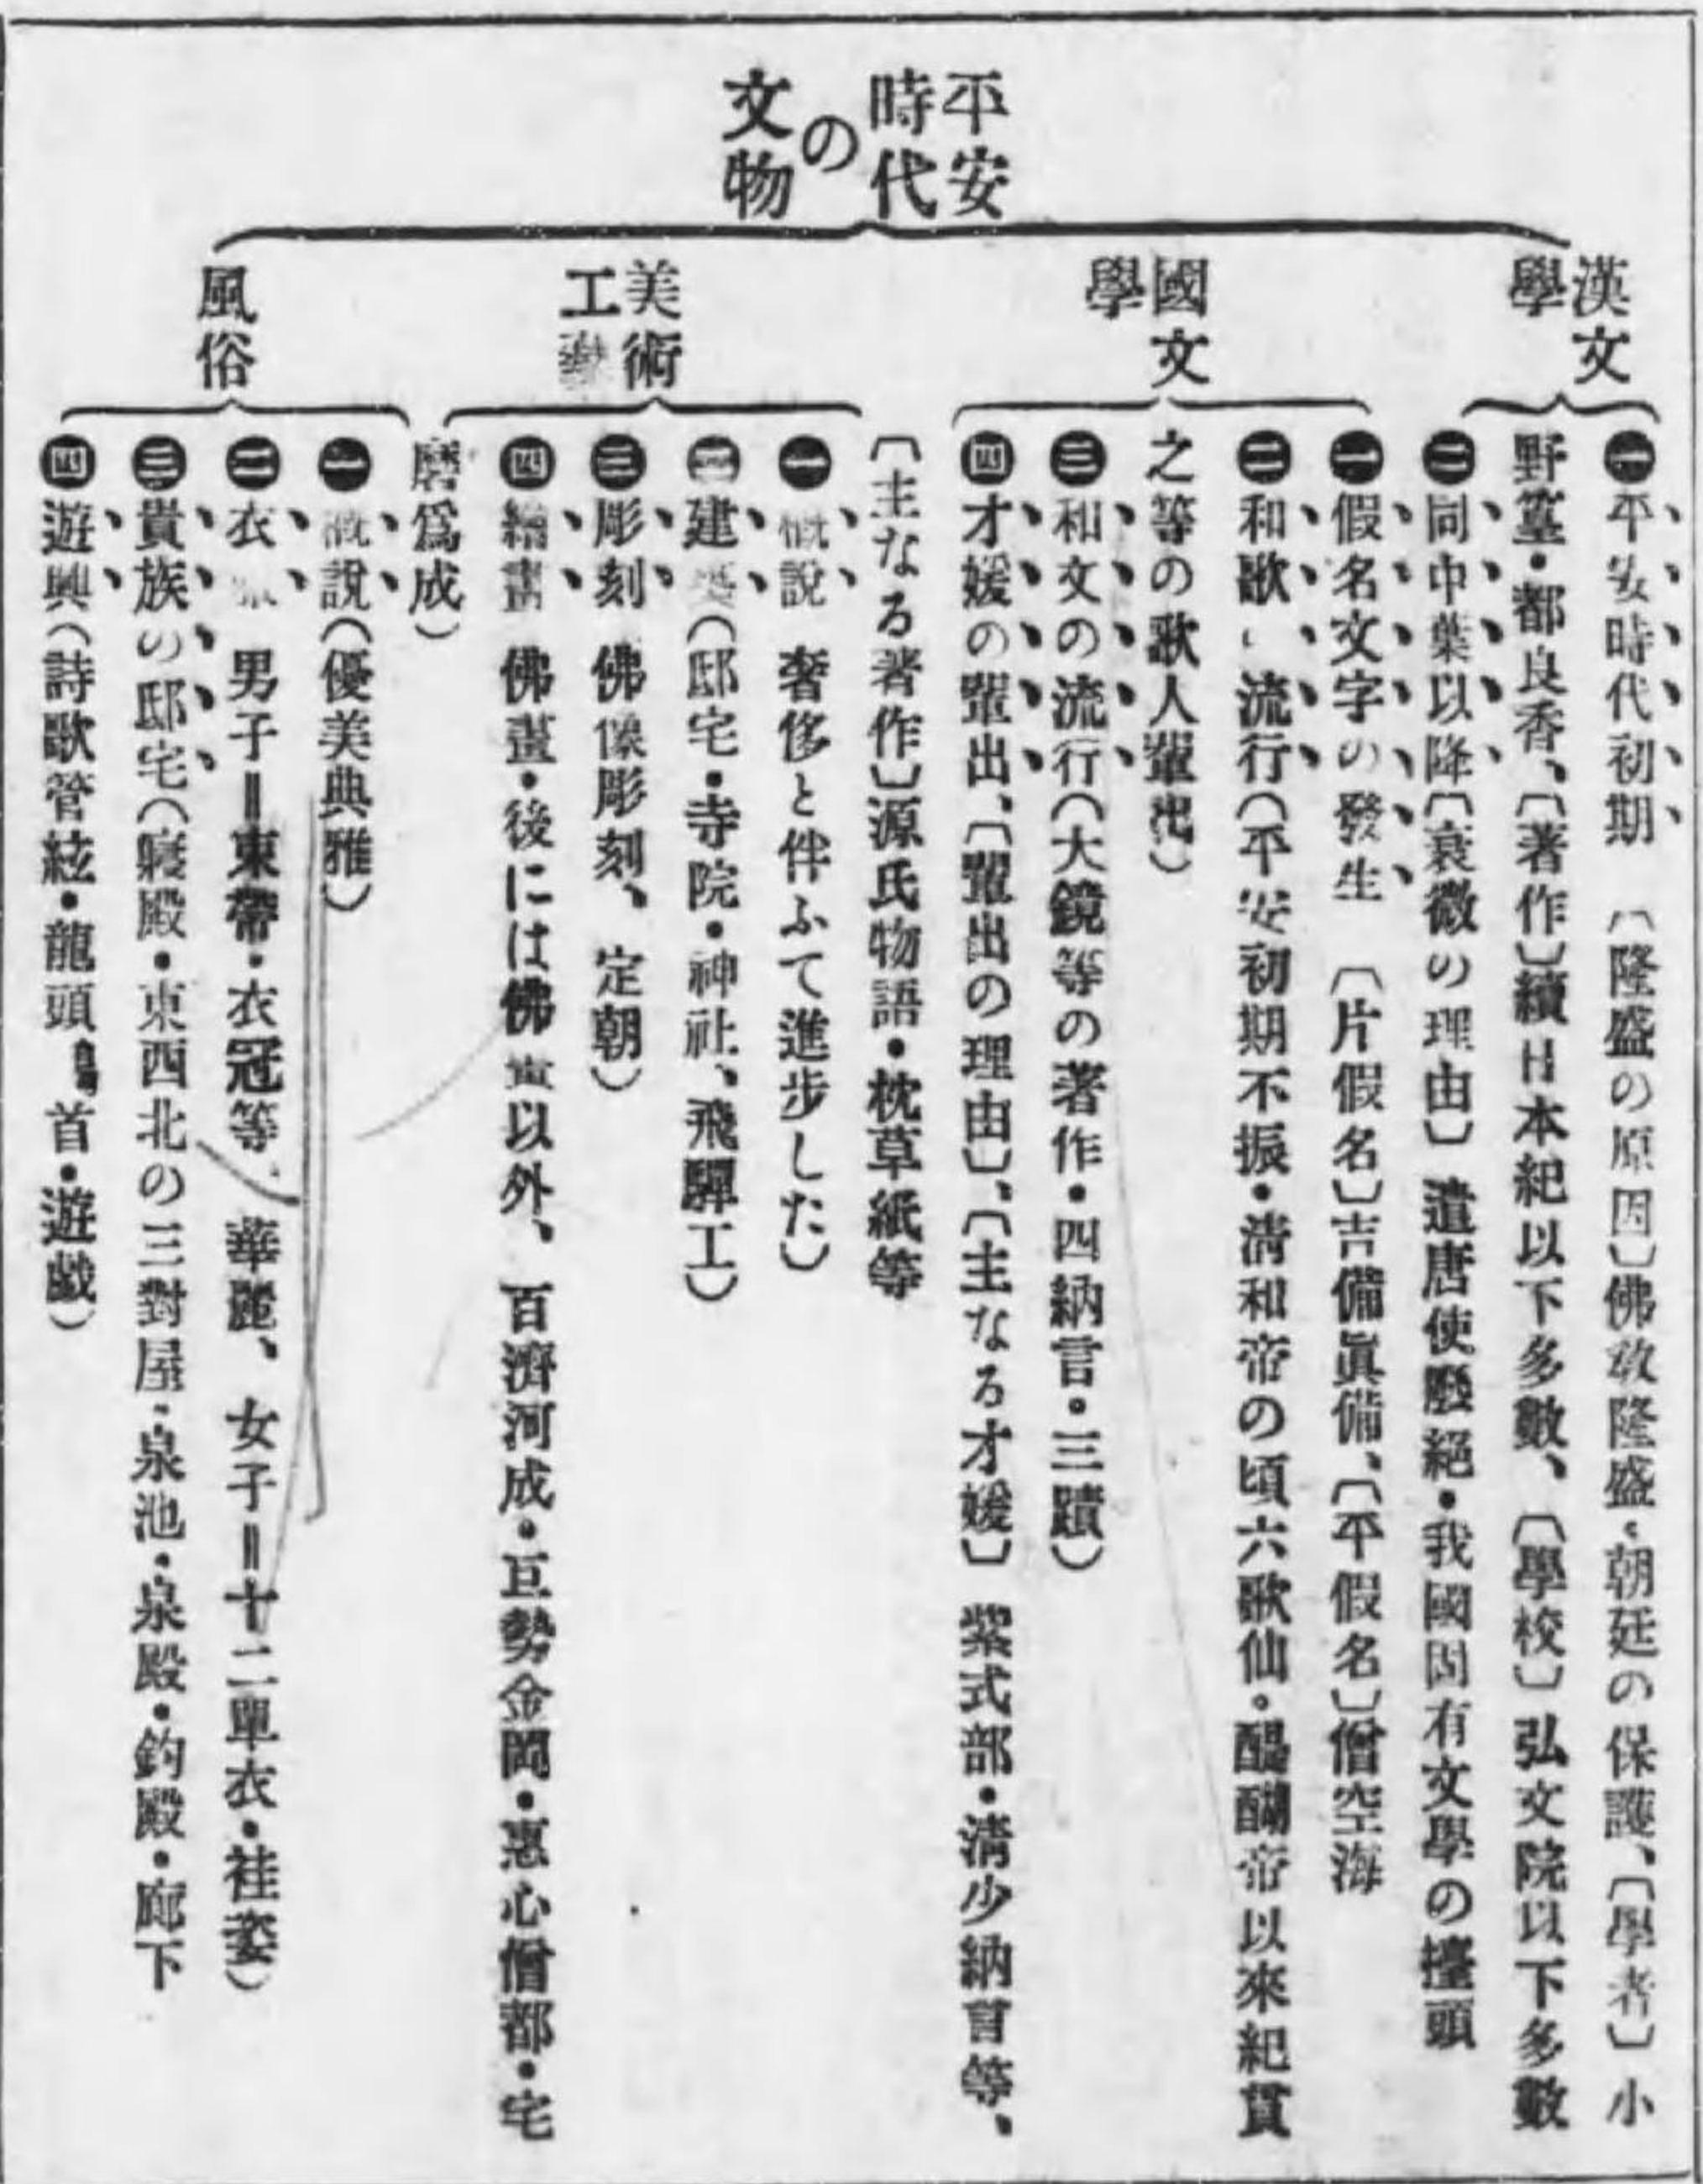 平安
時代
の
文物
漢文
學
㊀平安時代初期 〔隆盛の原因〕佛敎隆盛・朝廷の保護、〔學者〕小
野篁・都良香、〔著作〕續日本紀以下多數、〔學校〕弘文院以下多數
㊁同中葉以降〔衰微の理由〕遣唐使廢絕・我國固有文學の擡頭
國文
學
㊀假名文字の發生 〔片假名〕吉備眞備、〔平假名〕僧空海
㊁和歌の流行(平安初期不振・淸和帝の頃六歌仙・醍醐帝以來紀貫
之等の歌人輩出)
㊂和文の流行(大鏡等の著作・四納言・三蹟)
㊃才媛の輩出、〔輩出の理由〕、〔主なる才媛〕紫式部・淸少納言等、
〔主なる著作〕源氏物語・枕草紙等
美術
工藝
㊀概說 奢侈と伴ふて進步した〕
㊁建築(邸宅・寺院・神社、飛驒工)
㊂彫刻 佛像彫刻、定朝)
㊃繪畫 佛畫・後には佛畫以外、百濟河成・巨勢金岡・惠心僧都・宅
磨爲成)
風俗
㊀概說(優美典雅)
㊁衣 男子＝束帶・衣冠等、華麗、女子＝十二單衣・袿姿)
㊂貴族の邸宅(寢殿・東西北の三對屋・泉池・泉殿・釣殿・廊下
㊃遊興(詩歌管絃・龍頭鷁首・遊戲)